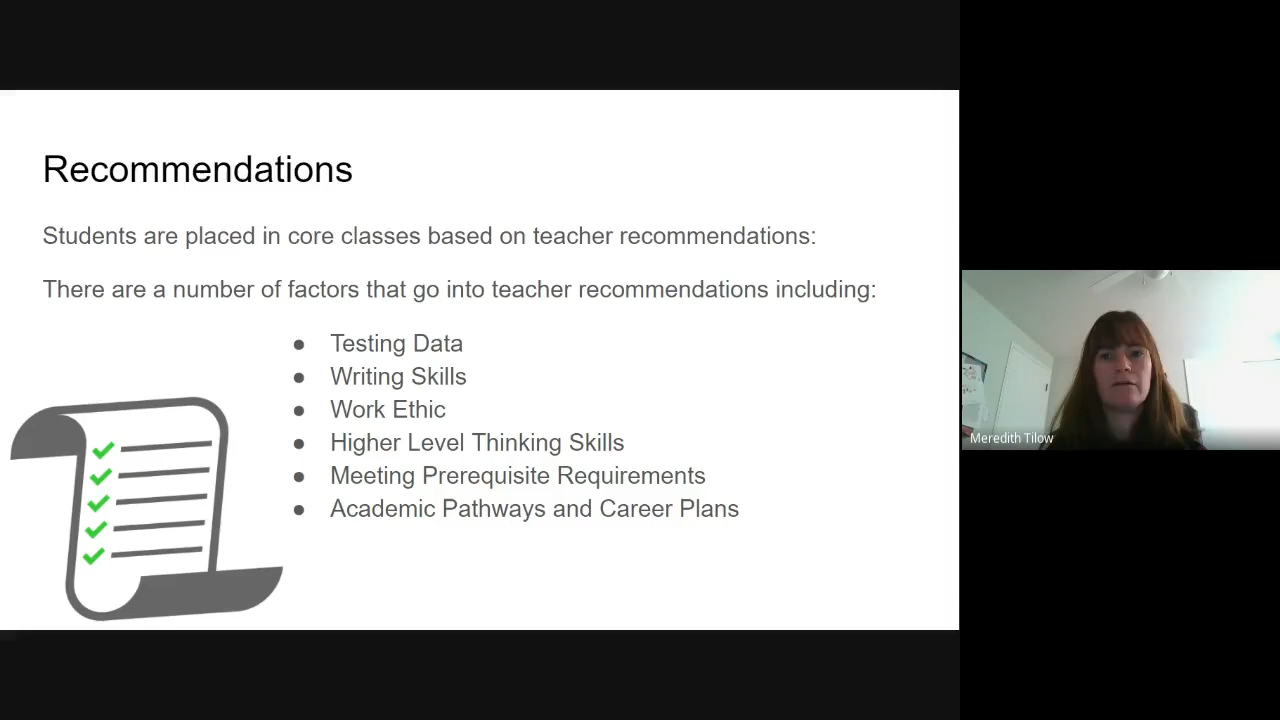 Recommendations
Students are placed in core classes based on teacher recommendations:
There are a number of factors that go into teacher recommendations including:
● Testing Data
● Writing Skills
● Work Ethic
● Higher Level Thinking Skills
● Meeting Prerequisite Requirements
● Academic Pathways and Career Plans
Meredith Tilow